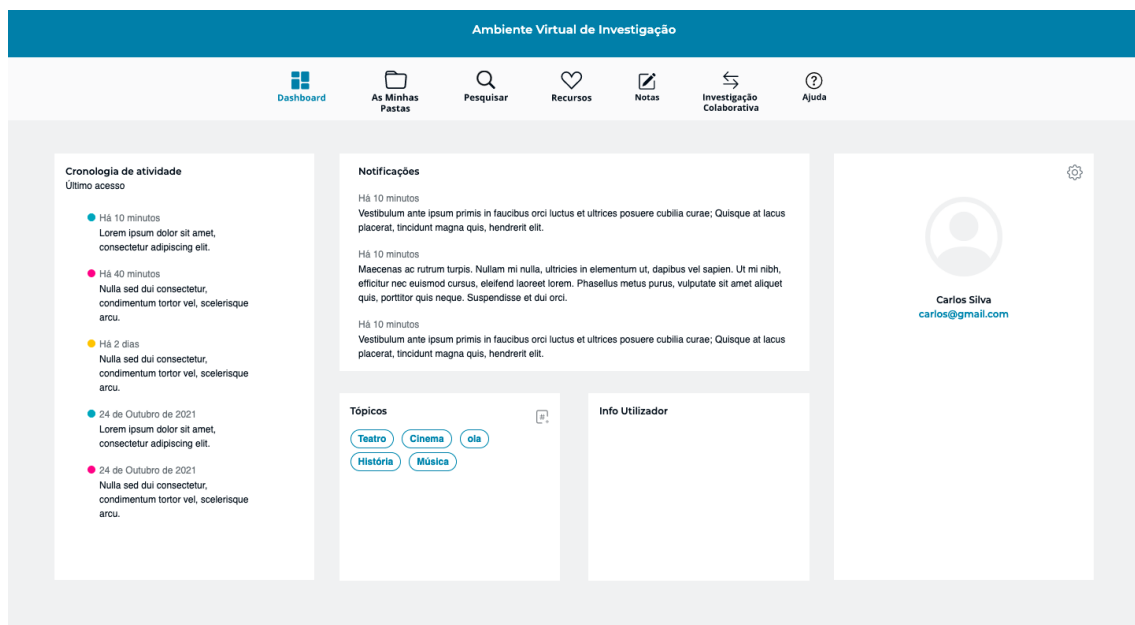 Ambiente Virtual de Investigação
Dashboard
As Minhas
Pastas
Pesquisar
Recursos
Notas
Investigação
Colaborativa
Ajuda
Cronologia de atividade
Último acesso
Há 10 minutos
Lorem ipsum dolor sit amet,
consectetur adipiscing elit.
Há 40 minutos
Nulla sed dui consectetur,
condimentum tortor vel, scelerisque
arcu.
Há 2 dias
Nulla sed dui consectetur,
condimentum tortor vel, scelerisque
arcu.
24 de Outubro de 2021
Lorem ipsum dolor sit amet,
consectetur adipiscing elit.
24 de Outubro de 2021
Nulla sed dui consectetur,
condimentum tortor vel, scelerisque
arcu.
Notificações
Há 10 minutos
Vestibulum ante ipsum primis in faucibus orci luctus et ultrices posuere cubilia curae; Quisque at lacus
placerat, tincidunt magna quis, hendrerit elit.
Há 10 minutos
Maecenas ac rutrum turpis. Nullam mi nulla, ultricies in elementum ut, dapibus vel sapien. Ut mi nibh,
efficitur nec euismod cursus, eleifend laoreet lorem. Phasellus metus purus, vulputate sit amet aliquet
quis, porttitor quis neque. Suspendisse et dui orci.
Há 10 minutos
Vestibulum ante ipsum primis in faucibus orci luctus et ultrices posuere cubilia curae; Quisque at lacus
placerat, tincidunt magna quis, hendrerit elit.
Tópicos
Teatro Cinema ola
História Música
Info Utilizador
Carlos Silva
carlos@gmail.com